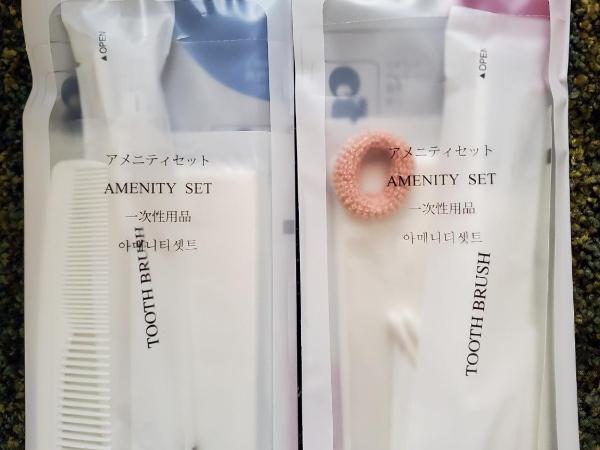 ▲OPEN
アメニティセット
AMENITY SET
一次性用品
아메니티셋트
TOOTH BRUSH
▲OPEN
アメニティセット
AMENITY SET
一次性用品
아메니티셋트
TOOTH BRUSH